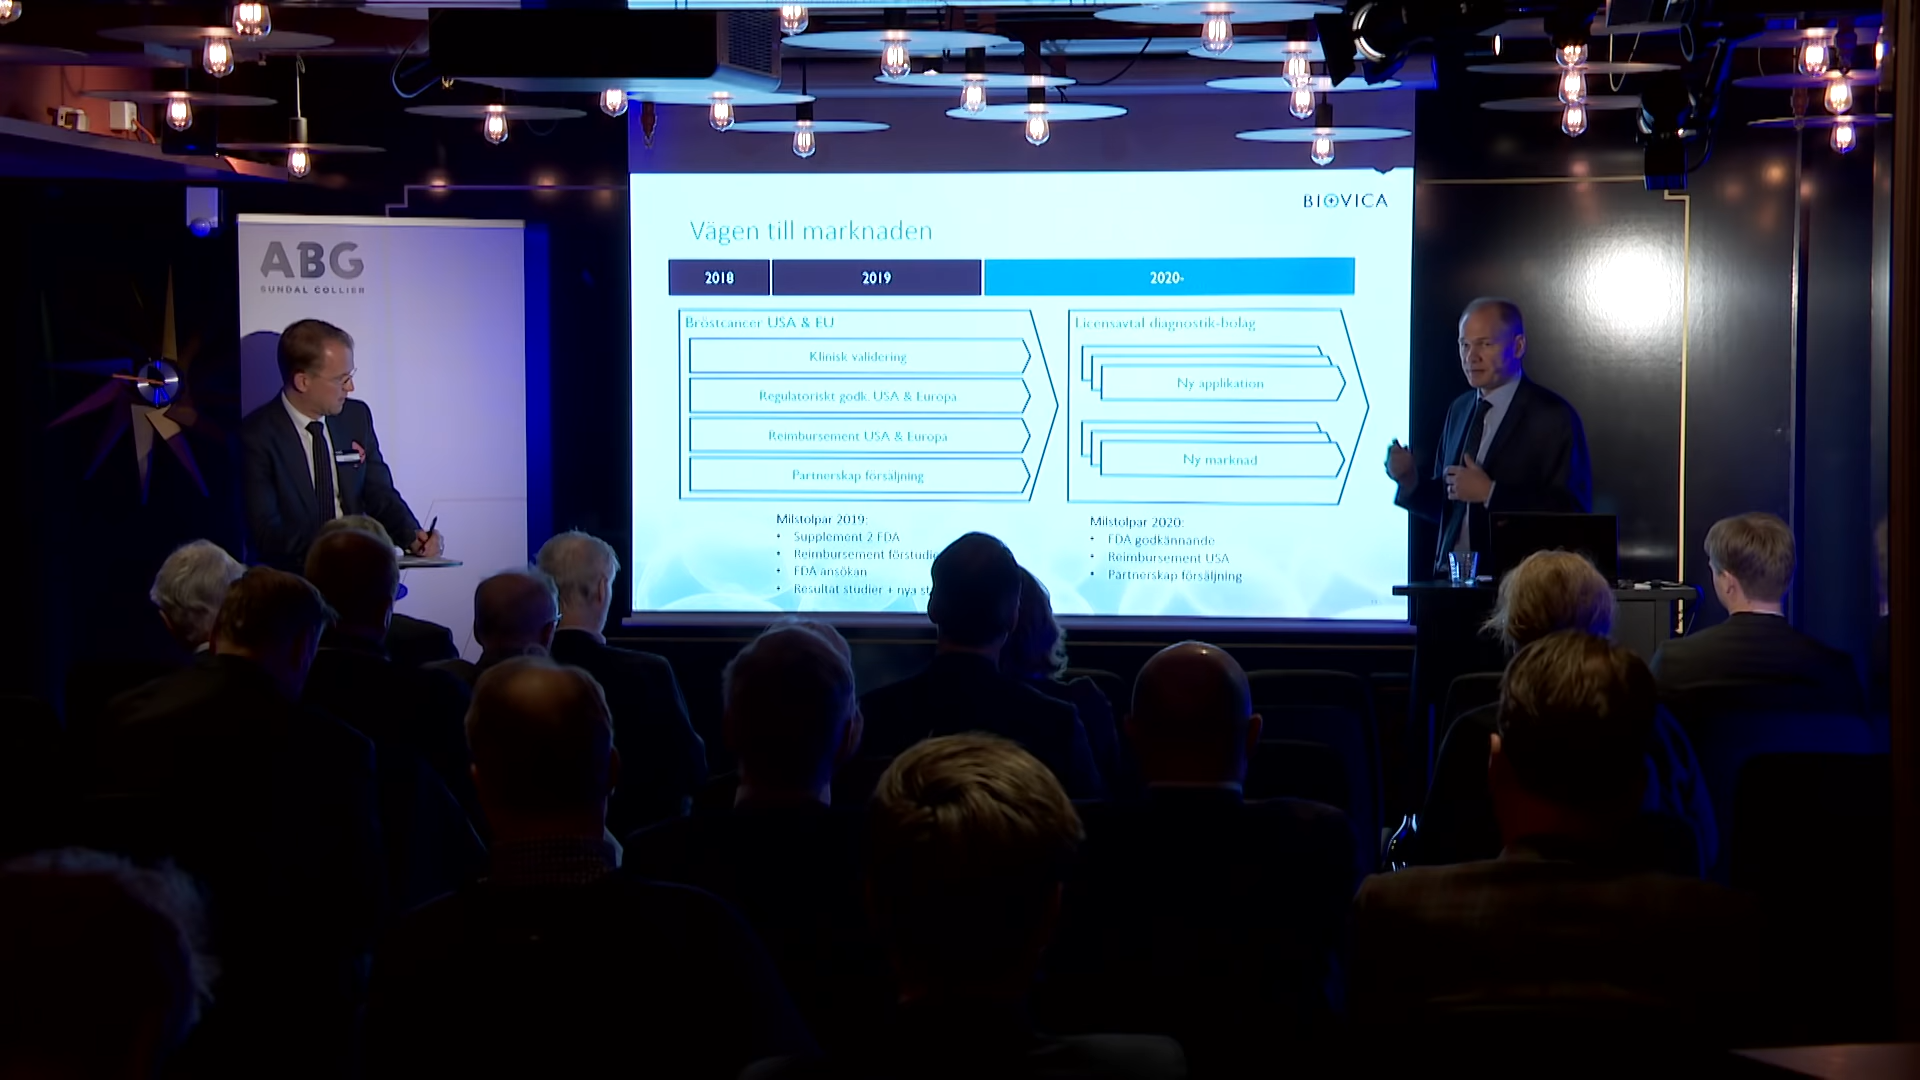 ABG
SUNDAL COLLIER
BIOVICA
Vägen till marknaden
2018
2019
2020-
Bröstcancer USA & EU
Klinisk validering
Regulatoriskt godk. USA & Europa
Reimbursement USA & Europa
Partnerskap försäljning
Licensavtal diagnostik-bolag
Ny applikation
Ny marknad
Milstolpar 2019:
• Supplement 2 FDA
• Reimbursement förstudie
• FDA ansökan
• Resultat studier + nya
Milstolpar 2020:
• FDA godkännande
• Reimbursement USA
• Partnerskap försäljning